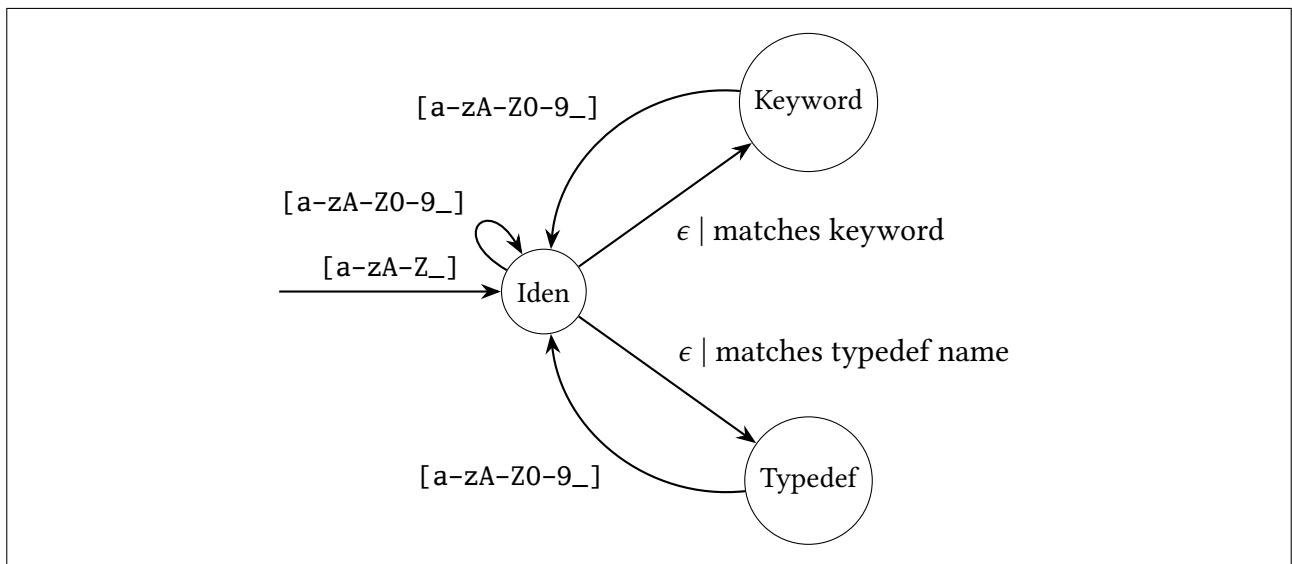 Keyword
[a-zA-Z0-9_]
[a-zA-Z0-9_]
ϵ | matches keyword
[a-zA-Z_]
Iden
ϵ | matches typedef name
[a-zA-Z0-9_]
Typedef